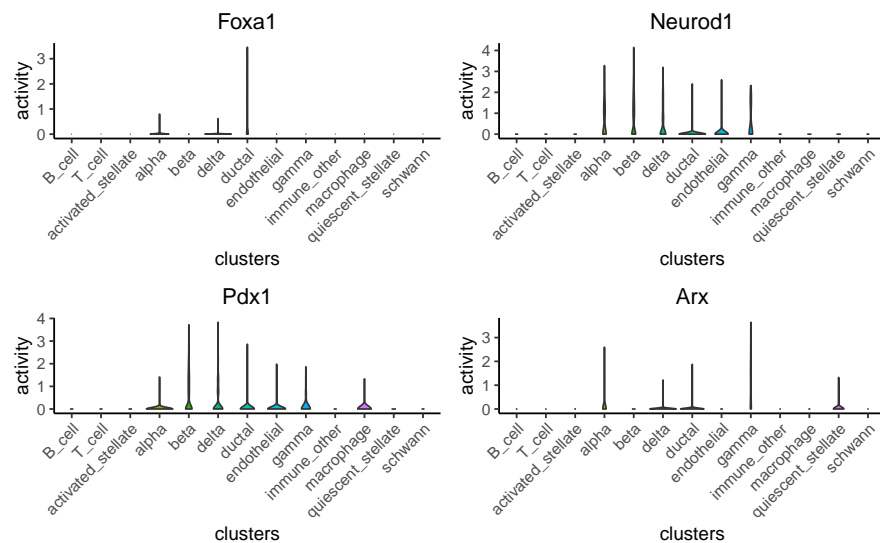 Foxa1
activity
3
2
1
0
B_cell
T_cell
activated_stellate
alpha
beta
delta
ductal
endothelial
gamma
immune_other
macrophage
quiescent_stellate
schwann
clusters
Neurod1
activity
4
3
2
1
0
B_cell
T_cell
activated_stellate
alpha
beta
delta
ductal
endothelial
gamma
immune_other
macrophage
quiescent_stellate
schwann
clusters
Pdx1
activity
4
3
2
1
0
B_cell
T_cell
activated_stellate
alpha
beta
delta
ductal
endothelial
gamma
immune_other
macrophage
quiescent_stellate
schwann
clusters
Arx
activity
3
2
1
0
B_cell
T_cell
activated_stellate
alpha
beta
delta
ductal
endothelial
gamma
immune_other
macrophage
quiescent_stellate
schwann
clusters